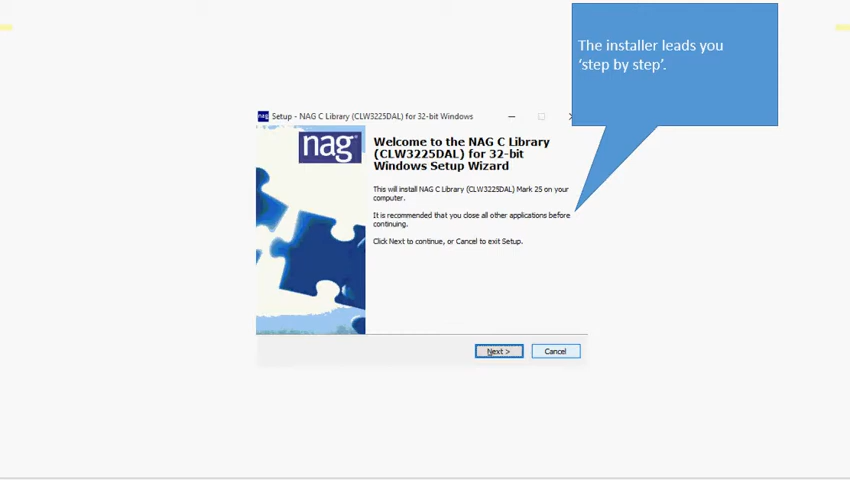 The installer leads you
‘step by step’.
nag Setup - NAG C Library (CLW3225DAL) for 32-bit Windows
nag
Welcome to the NAG C Library
(CLW3225DAL) for 32-bit
Windows Setup Wizard
This will install NAG C Library (CLW3225DAL) Mark 25 on your
computer.
It is recommended that you close all other applications before
continuing.
Click Next to continue, or Cancel to exit Setup.
Next >
Cancel